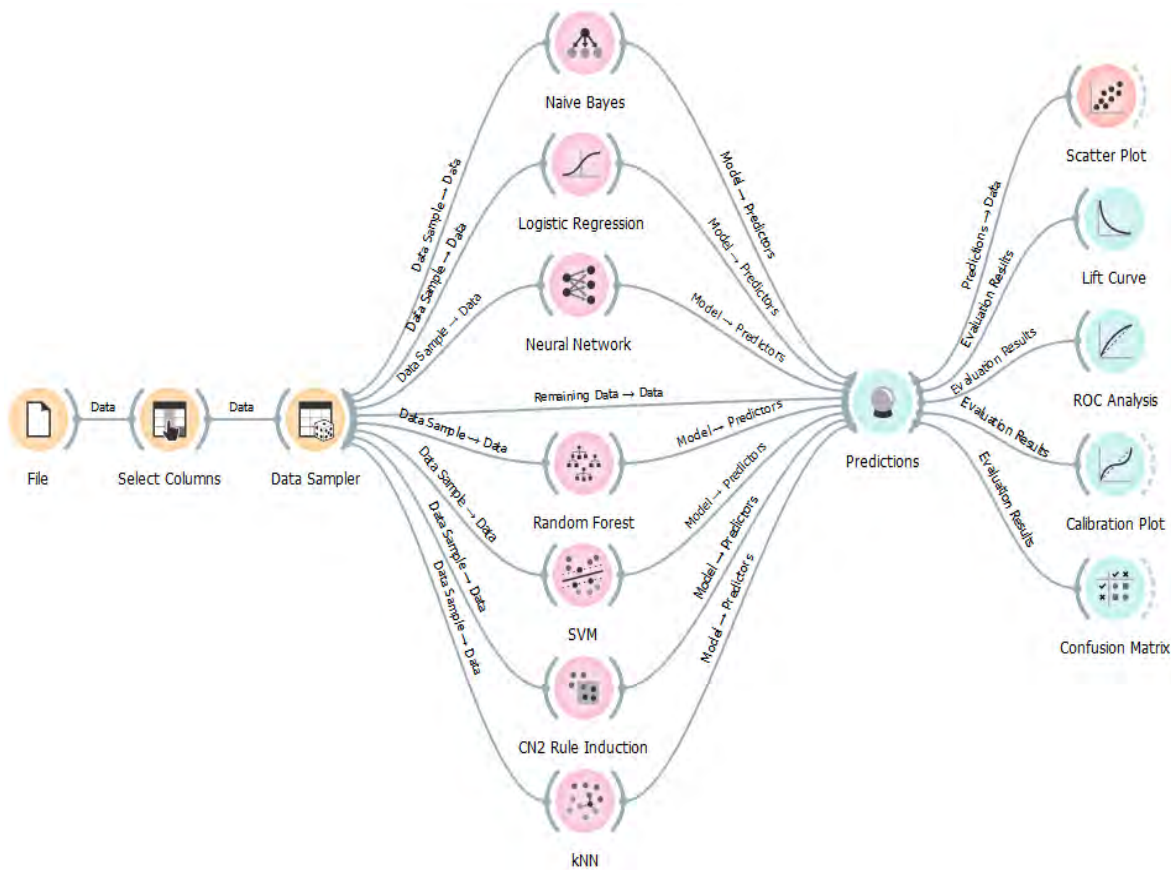 Naive Bayes
Data Sample → Data
Model → Predictors
Scatter Plot
Logistic Regression
Data Sample → Data
Model → Predictors
Predictions → Data
Lift Curve
Evaluation Results
Neural Network
Data Sample → Data
Model → Predictors
ROC Analysis
Evaluation Results
Data
Data
Remaining Data → Data
File
Select Columns
Data Sampler
Predictions
Data Sample → Data
Model → Predictors
Random Forest
Evaluation Results
Calibration Plot
Data Sample → Data
Model → Predictors
SVM
Evaluation Results
Confusion Matrix
Data Sample → Data
Model → Predictors
CN2 Rule Induction
Data Sample → Data
Model → Predictors
kNN